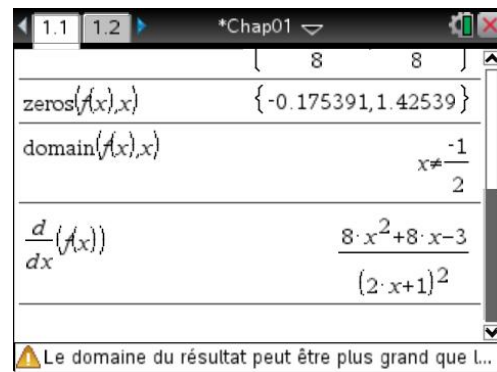 1.1 1.2 *Chap01
8 8
zeros(f(x),x) {-0.175391,1.42539}
domain(f(x),x) x≠-1/2
d/dx(f(x)) 8·x²+8·x-3/(2·x+1)²
Le domaine du résultat peut être plus grand que l...